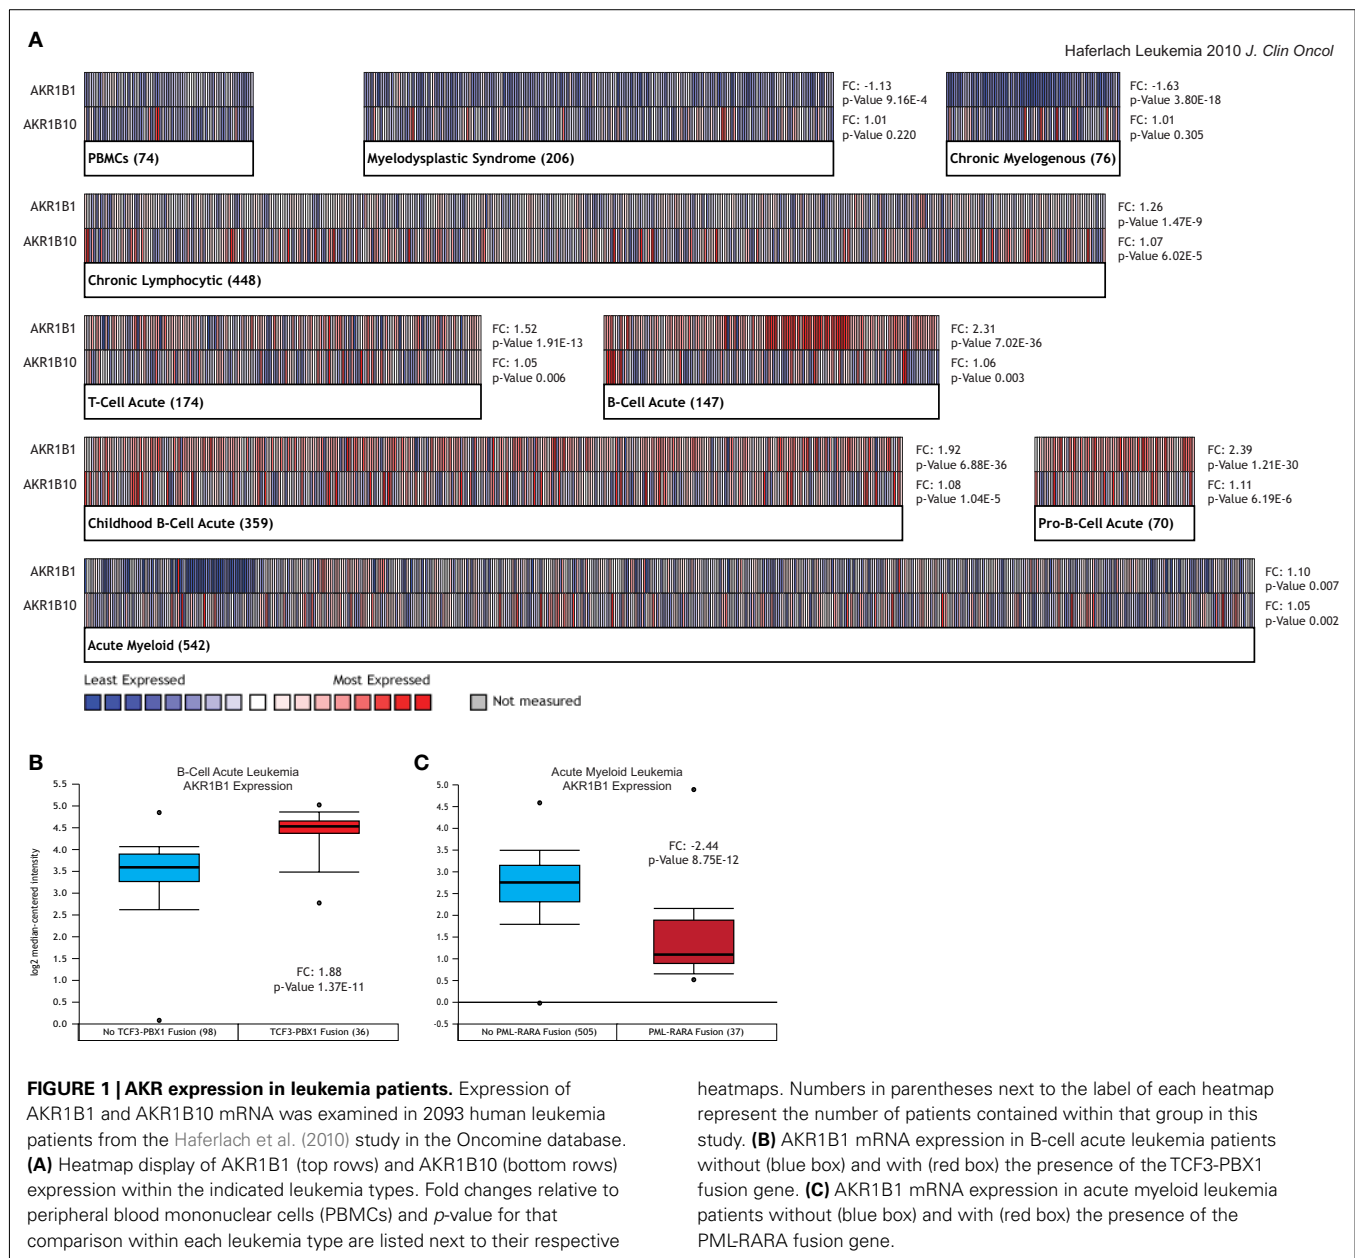 A
Haferlach Leukemia 2010 J. Clin Oncol
AKR1B1
AKR1B10
PBMCs (74)
Myelodysplastic Syndrome (206)
FC: -1.13
p-Value 9.16E-4
FC: 1.01
p-Value 0.220
Chronic Myelogenous (76)
FC: -1.63
p-Value 3.80E-18
FC: 1.01
p-Value 0.305
AKR1B1
AKR1B10
Chronic Lymphocytic (448)
FC: 1.26
p-Value 1.47E-9
FC: 1.07
p-Value 6.02E-5
AKR1B1
AKR1B10
T-Cell Acute (174)
FC: 1.52
p-Value 1.91E-13
FC: 1.05
p-Value 0.006
B-Cell Acute (147)
FC: 2.31
p-Value 7.02E-36
FC: 1.06
p-Value 0.003
AKR1B1
AKR1B10
Childhood B-Cell Acute (359)
FC: 1.92
p-Value 6.88E-36
FC: 1.08
p-Value 1.04E-5
Pro-B-Cell Acute (70)
FC: 2.39
p-Value 1.21E-30
FC: 1.11
p-Value 6.19E-6
AKR1B1
AKR1B10
Acute Myeloid (542)
FC: 1.10
p-Value 0.007
FC: 1.05
p-Value 0.002
Least Expressed
Most Expressed
Not measured
B
B-Cell Acute Leukemia
AKR1B1 Expression
log2 median-centered intensity
5.5
5.0
4.5
4.0
3.5
3.0
2.5
2.0
1.5
1.0
0.5
0.0
FC: 1.88
p-Value 1.37E-11
No TCF3-PBX1 Fusion (98)
TCF3-PBX1 Fusion (36)
C
Acute Myeloid Leukemia
AKR1B1 Expression
5.0
4.5
4.0
3.5
3.0
2.5
2.0
1.5
1.0
0.5
0.0
-0.5
FC: -2.44
p-Value 8.75E-12
No PML-RARA Fusion (505)
PML-RARA Fusion (37)
FIGURE 1 | AKR expression in leukemia patients. Expression of
AKR1B1 and AKR1B10 mRNA was examined in 2093 human leukemia
patients from the Haferlach et al. (2010) study in the Oncomine database.
(A) Heatmap display of AKR1B1 (top rows) and AKR1B10 (bottom rows)
expression within the indicated leukemia types. Fold changes relative to
peripheral blood mononuclear cells (PBMCs) and p-value for that
comparison within each leukemia type are listed next to their respective
heatmaps. Numbers in parentheses next to the label of each heatmap
represent the number of patients contained within that group in this
study. (B) AKR1B1 mRNA expression in B-cell acute leukemia patients
without (blue box) and with (red box) the presence of the TCF3-PBX1
fusion gene. (C) AKR1B1 mRNA expression in acute myeloid leukemia
patients without (blue box) and with (red box) the presence of the
PML-RARA fusion gene.